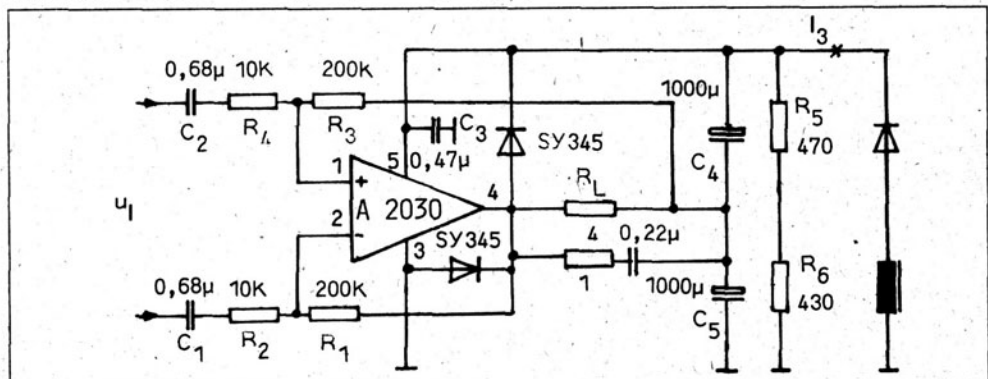 I3
0,68µ 10K 200K
1000µ
C2 R4 R3
C3
R5
470
5
0,47µ
SY345
C4
1
+
A 2030
4
RL
uI
2
-
SY345
3
4 0,22µ
1
1000µ
R6
430
0,68µ 10K 200K
C5
C1 R2 R1